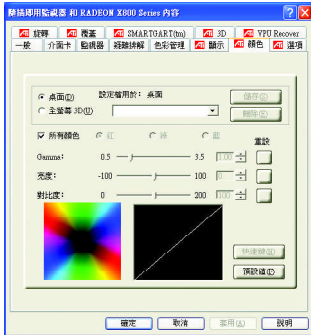 隨插即用監視器 和 RADEON X800 Series 內容
旋轉 覆蓋 SMARTGART(tm) 3D VPU Recover
一般 介面卡 監視器 疑難排解 色彩管理 顯示 顏色 選項
桌面(D) 設定檔用於： 桌面 儲存(S)
主螢幕 3D(U) 刪除(E)
所有顏色 紅 綠 藍 重設
Gamma： 0.5 3.5 1.00
亮度： -100 100 0
對比度： 0 200 100
快速鍵(H)
預設值(F)
確定 取消 套用(A) 說明